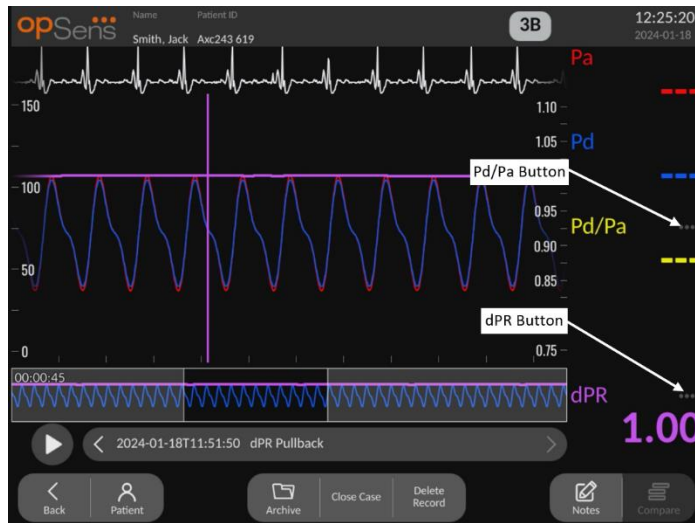 opSens
Name Patient ID
Smith, Jack Axc243 619
3B
12:25:20
2024-01-18
Pa
150
1.10
1.05
Pd
Pd/Pa Button
100
0.95
Pd/Pa
0.90
50
0.85
dPR Button
0
0.75
00:00:45
dPR
1.00
2024-01-18T11:51:50 dPR Pullback
Back
Patient
Archive
Close Case
Delete
Record
Notes
Compare